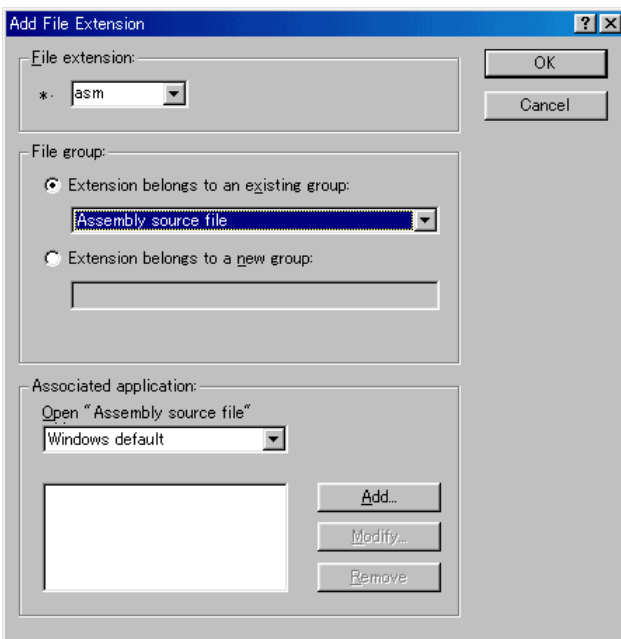 Add File Extension
File extension:
OK
*. asm
Cancel
File group:
Extension belongs to an existing group:
Assembly source file
Extension belongs to a new group:
Associated application:
Open "Assembly source file"
Windows default
Add...
Modify...
Remove